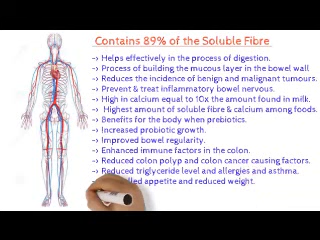 Contains 89% of the Soluble Fibre
-> Helps effectively in the process of digestion.
-> Process of building the mucous layer in the bowel wall
-> Reduces the incidence of benign and malignant tumours.
-> Prevent & treat inflammatory bowel nervous.
-> High in calcium equal to 10x the amount found in milk.
-> Highest amount of soluble fibre & calcium among foods.
-> Benefits for the body when prebiotics.
-> Increased probiotic growth.
-> Improved bowel regularity.
-> Enhanced immune factors in the colon.
-> Reduced colon polyp and colon cancer causing factors.
-> Reduced triglyceride level and allergies and asthma.
appetite and reduced weight.